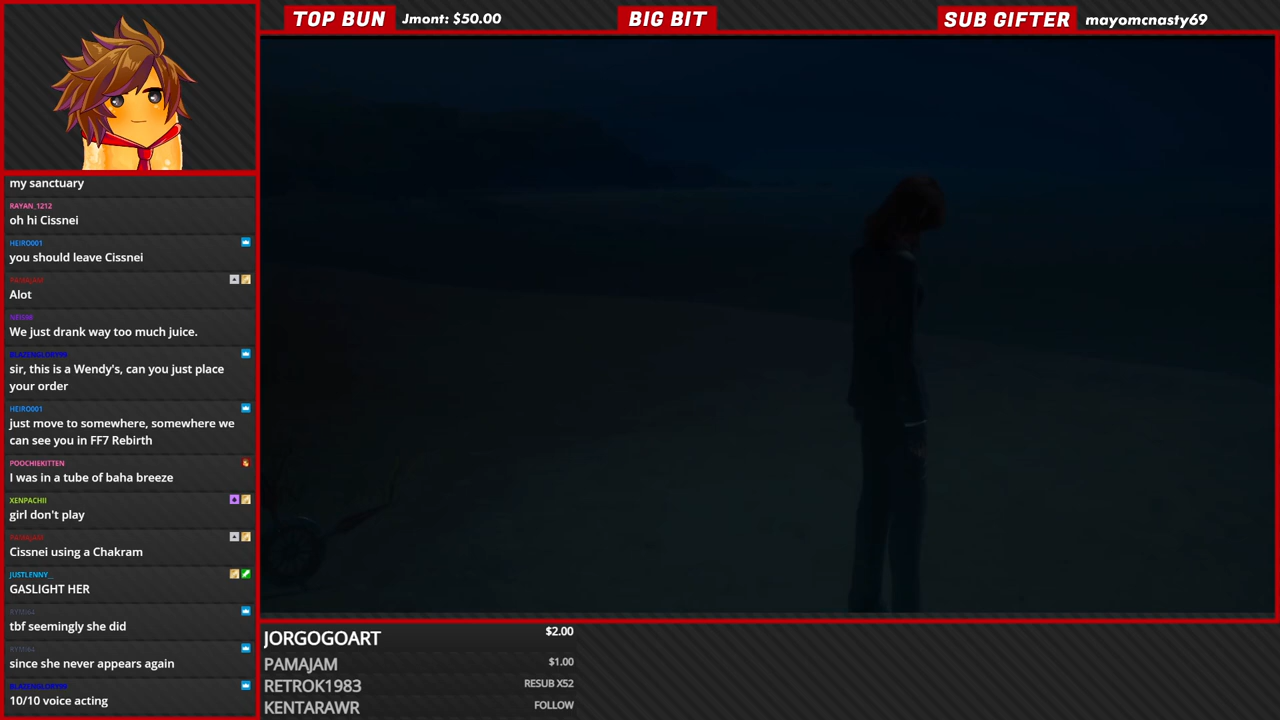 TOP BUN
Jmont: $50.00
BIG BIT
SUB GIFTER
mayomcnasty69
my sanctuary
RAYAN_1212
oh hi Cissnei
HEIRO001
you should leave Cissnei
PAMAJAM
Alot
We just drank way too much juice.
BLAZENGLORY99
sir, this is a Wendy's, can you just place
your order
HEIRO001
just move to somewhere, somewhere we
can see you in FF7 Rebirth
POOCHIEKITTEN
I was in a tube of baha breeze
XENPACHII
girl don't play
PAMAJAM
Cissnei using a Chakram
JUSTLENNY_
GASLIGHT HER
tbf seemingly she did
since she never appears again
BLAZENGLORY99
10/10 voice acting
JORGOGOART
$2.00
PAMAJAM
$1.00
RETROK1983
RESUB X52
KENTARAWR
FOLLOW